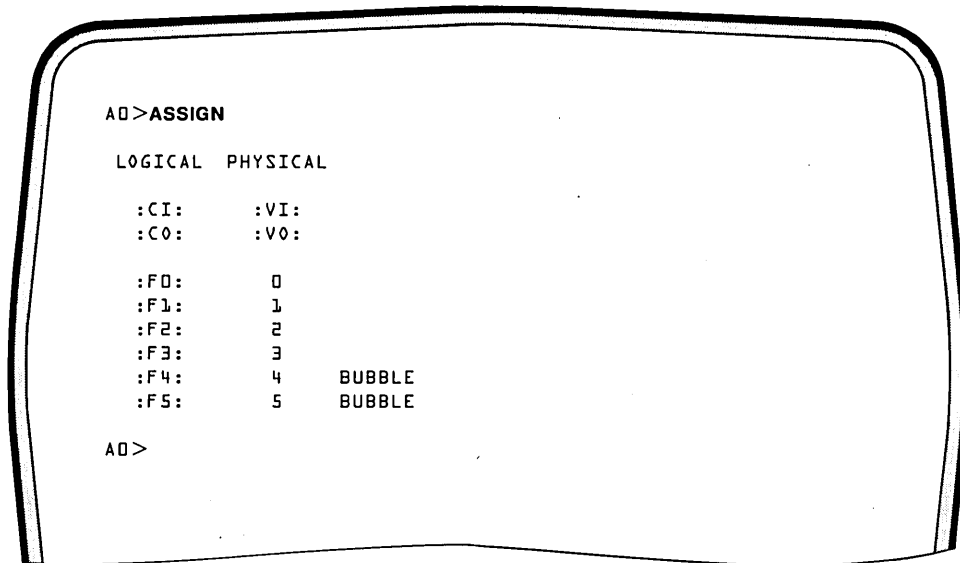 A0>ASSIGN
LOGICAL PHYSICAL
:CI: :VI:
:CO: :VO:
:F0: 0
:F1: 1
:F2: 2
:F3: 3
:F4: 4 BUBBLE
:F5: 5 BUBBLE
A0>